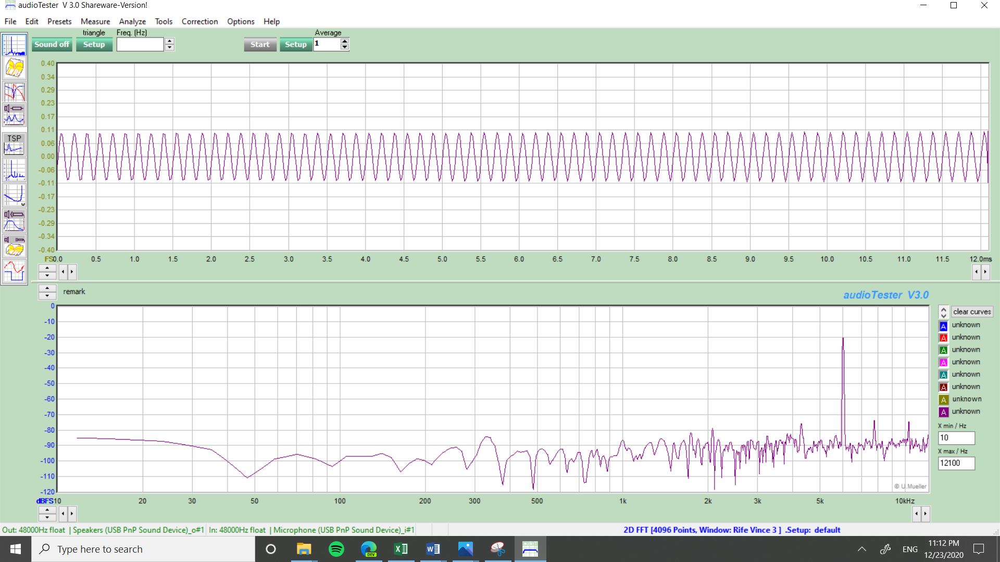 audioTester V 3.0 Shareware-Version!
File Edit Presets Measure Analyze Tools Correction Options Help
triangle Freq. (Hz) Average
Sound off Setup Start Setup 1
0.40
0.34
0.29
0.23
0.17
0.11
0.06
0.00
-0.06
-0.11
-0.17
-0.23
-0.29
-0.34
-0.40
FS 0.0 0.5 1.0 1.5 2.0 2.5 3.0 3.5 4.0 4.5 5.0 5.5 6.0 6.5 7.0 7.5 8.0 8.5 9.0 9.5 10.0 10.5 11.0 11.5 12.0ms
TSP
ω
remark
audioTester V3.0
0
-10
-20
-30
-40
-50
-60
-70
-80
-90
-100
-110
-120
dBFS 10 20 30 50 100 200 300 500 1k 2k 3k 5k 10kHz
© U.Mueller
clear curves
A unknown
A unknown
A unknown
A unknown
A unknown
A unknown
A unknown
A unknown
X min / Hz
10
X max / Hz
12100
Out: 48000Hz float | Speakers (USB PnP Sound Device)_o#1 In: 48000Hz float | Microphone (USB PnP Sound Device)_i#1 2D FFT [4096 Points, Window: Rife Vince 3 ] .Setup: default
Type here to search
DEV
ENG
11:12 PM
12/23/2020